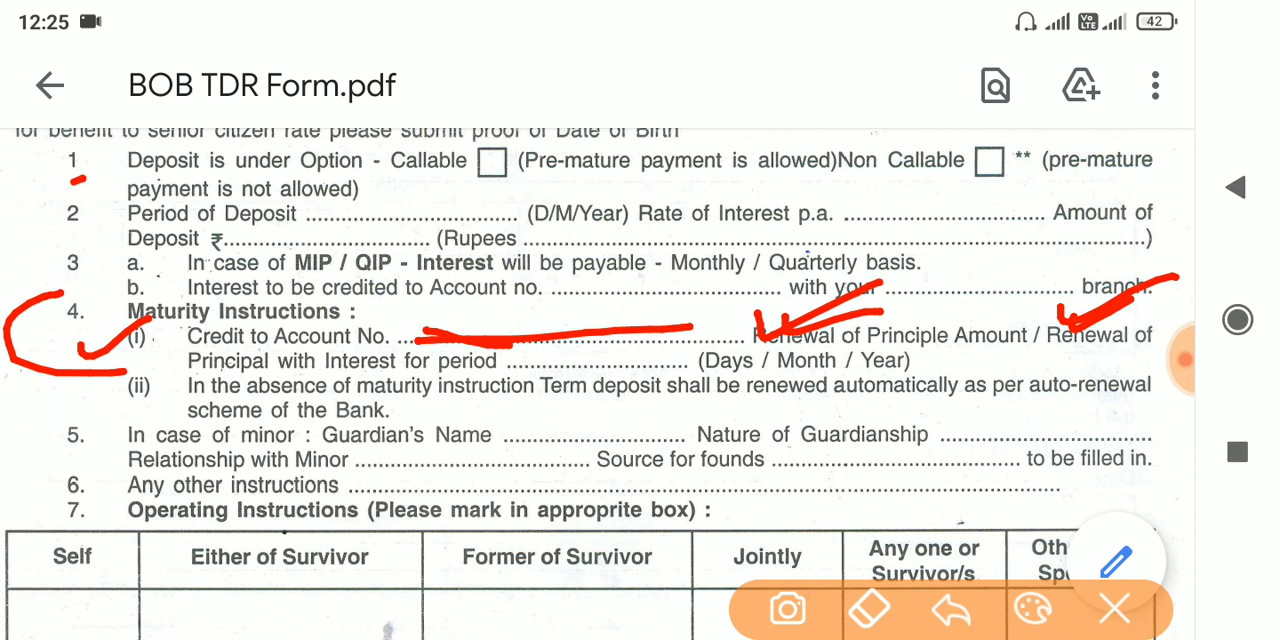 12:25 Vo LTE 42
BOB TDR Form.pdf
for benefit to senior citizen rate please submit proof of Date of Birth
1 Deposit is under Option - Callable (Pre-mature payment is allowed)Non Callable ** (pre-mature
payment is not allowed)
2 Period of Deposit .................................... (D/M/Year) Rate of Interest p.a. .................................. Amount of
Deposit ₹.................................. (Rupees ....................................................................................................)
3 a. In case of MIP / QIP - Interest will be payable - Monthly / Quarterly basis.
b. Interest to be credited to Account no. ...................................... with your ................................ branch.
4. Maturity Instructions :
(i) Credit to Account No. .......................................................... Renewal of Principle Amount / Renewal of
Principal with Interest for period ............................... (Days / Month / Year)
(ii) In the absence of maturity instruction Term deposit shall be renewed automatically as per auto-renewal
scheme of the Bank.
5. In case of minor : Guardian's Name ............................... Nature of Guardianship ....................................
Relationship with Minor ........................................ Source for founds .......................................... to be filled in.
6. Any other instructions ........................................................................................................................
7. Operating Instructions (Please mark in approprite box) :
Self Either of Survivor Former of Survivor Jointly Any one or Survivor/s